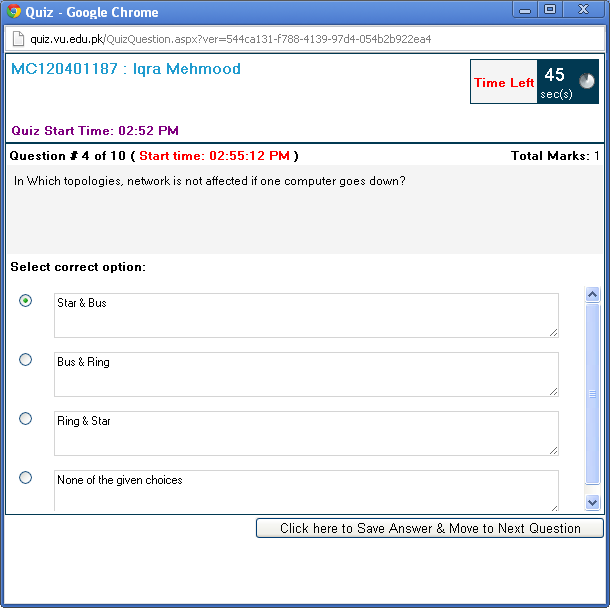 Quiz - Google Chrome
quiz.vu.edu.pk/QuizQuestion.aspx?ver=544ca131-f788-4139-97d4-054b2b922ea4
MC120401187 : Iqra Mehmood
Time Left 45
sec(s)
Quiz Start Time: 02:52 PM
Question # 4 of 10 ( Start time: 02:55:12 PM ) Total Marks: 1
In Which topologies, network is not affected if one computer goes down?
Select correct option:
Star & Bus
Bus & Ring
Ring & Star
None of the given choices
Click here to Save Answer & Move to Next Question